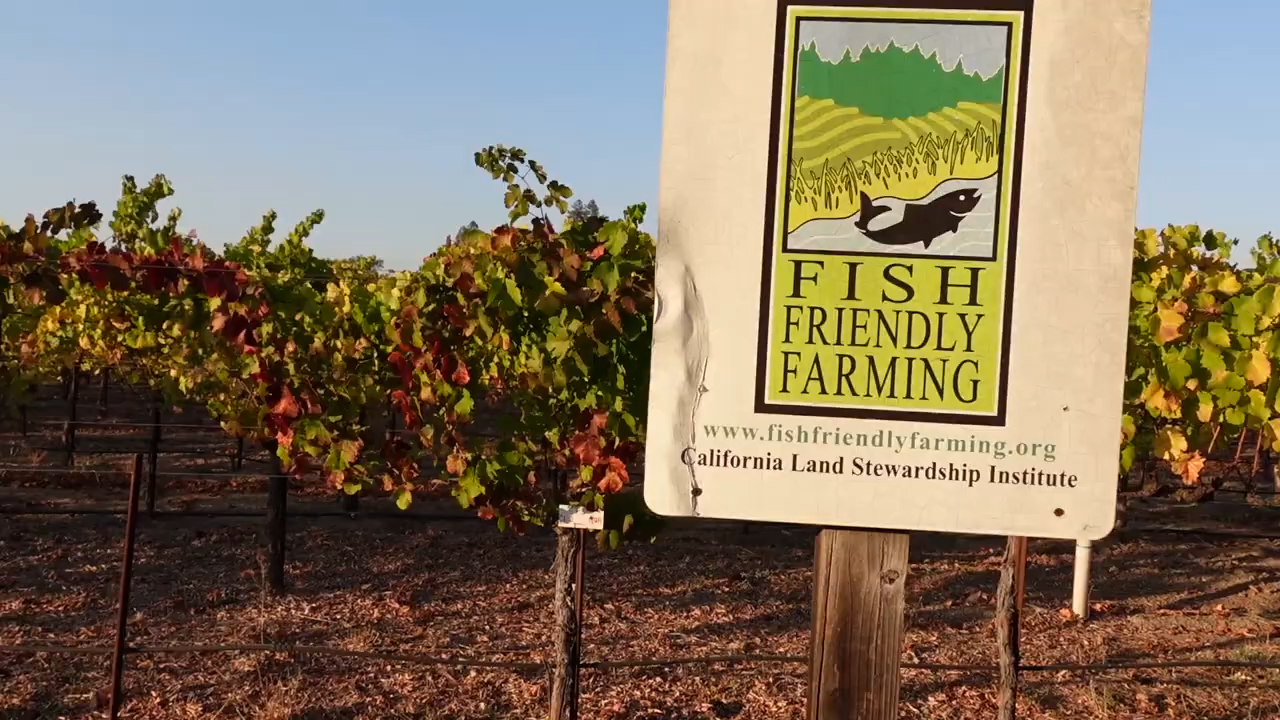 FISH
FRIENDLY
FARMING
www.fishfriendlyfarming.org
California Land Stewardship Institute